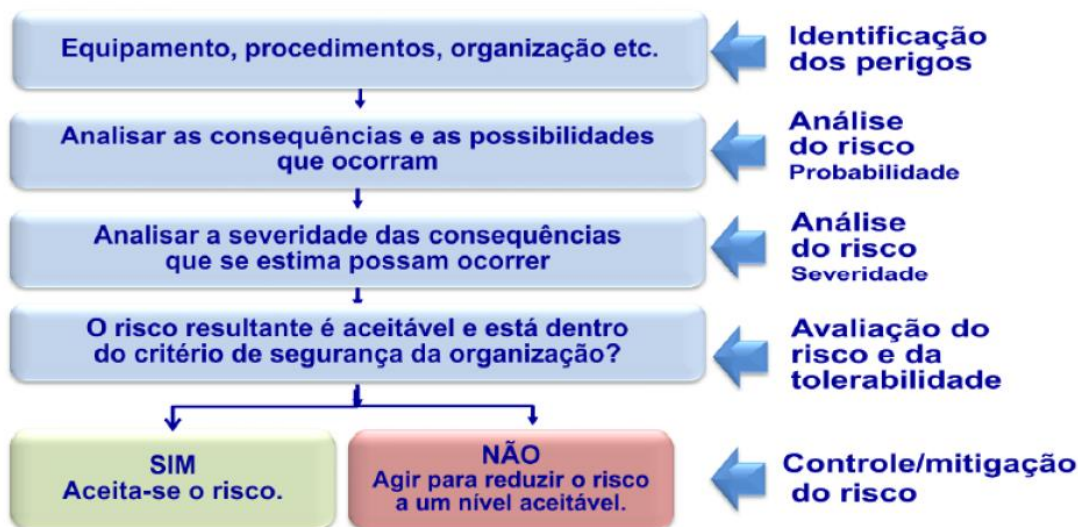 Equipamento, procedimentos, organização etc.
Identificação
dos perigos
Analisar as consequências e as possibilidades
que ocorram
Análise
do risco
Probabilidade
Analisar a severidade das consequências
que se estima possam ocorrer
Análise
do risco
Severidade
O risco resultante é aceitável e está dentro
do critério de segurança da organização?
Avaliação do
risco e da
tolerabilidade
SIM
Aceita-se o risco.
NÃO
Agir para reduzir o risco
a um nível aceitável.
Controle/mitigação
do risco